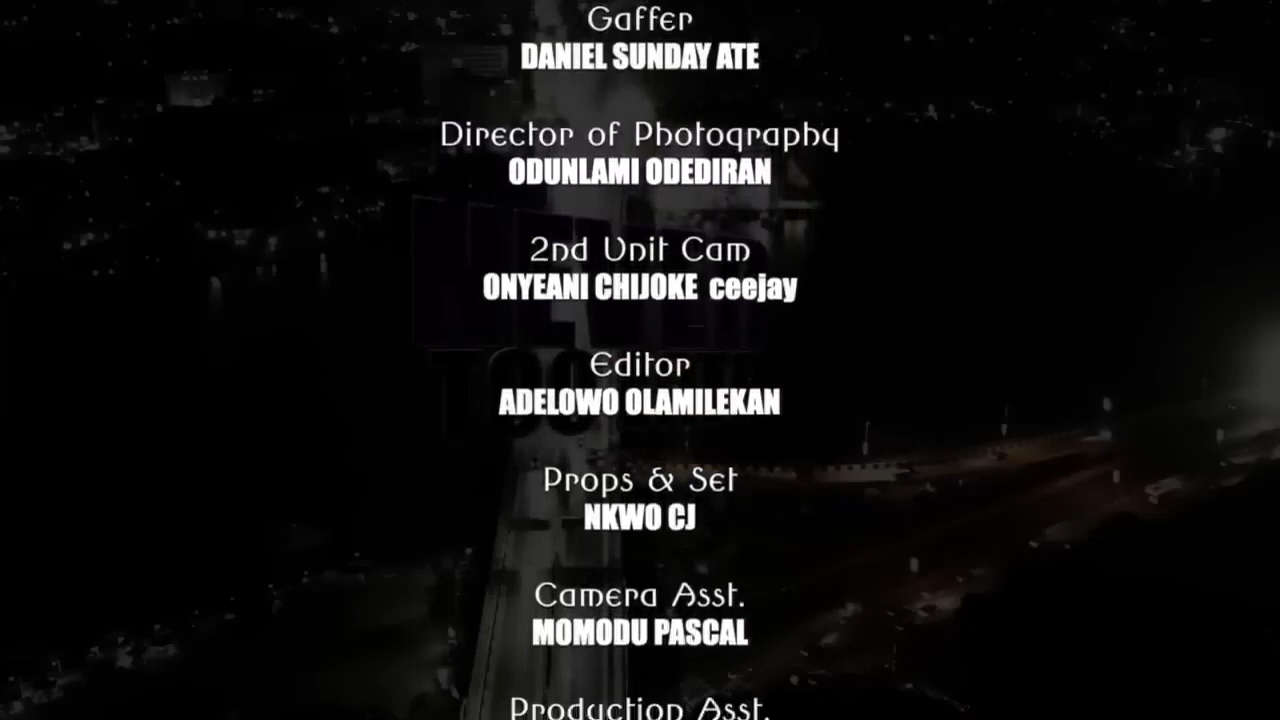 Gaffer
DANIEL SUNDAY ATE
Director of Photography
ODUNLAMI ODEDIRAN
2nd Unit Cam
ONYEANI CHIJOKE ceejay
Editor
ADELOWO OLAMILEKAN
Props & Set
NKWO CJ
Camera Asst.
MOMODU PASCAL
Production Asst.
TOO